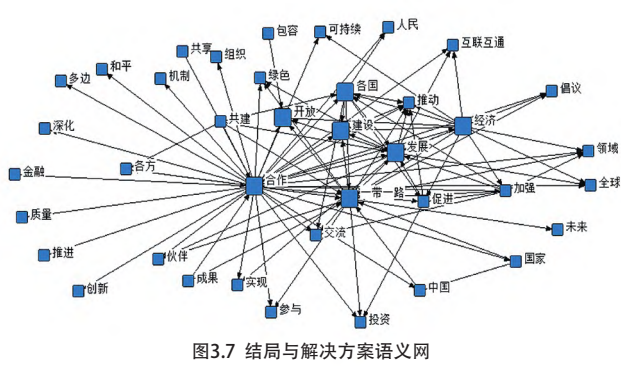 包容
可持续
人民
共享
组织
互联互通
和平
多边
机制
绿色
各国
推动
倡议
开放
共建
建设
经济
深化
发展
领域
各方
金融
合作
全球
一带一路
促进
加强
质量
交流
未来
推进
伙伴
国家
成果
实现
中国
创新
参与
投资
图3.7 结局与解决方案语义网